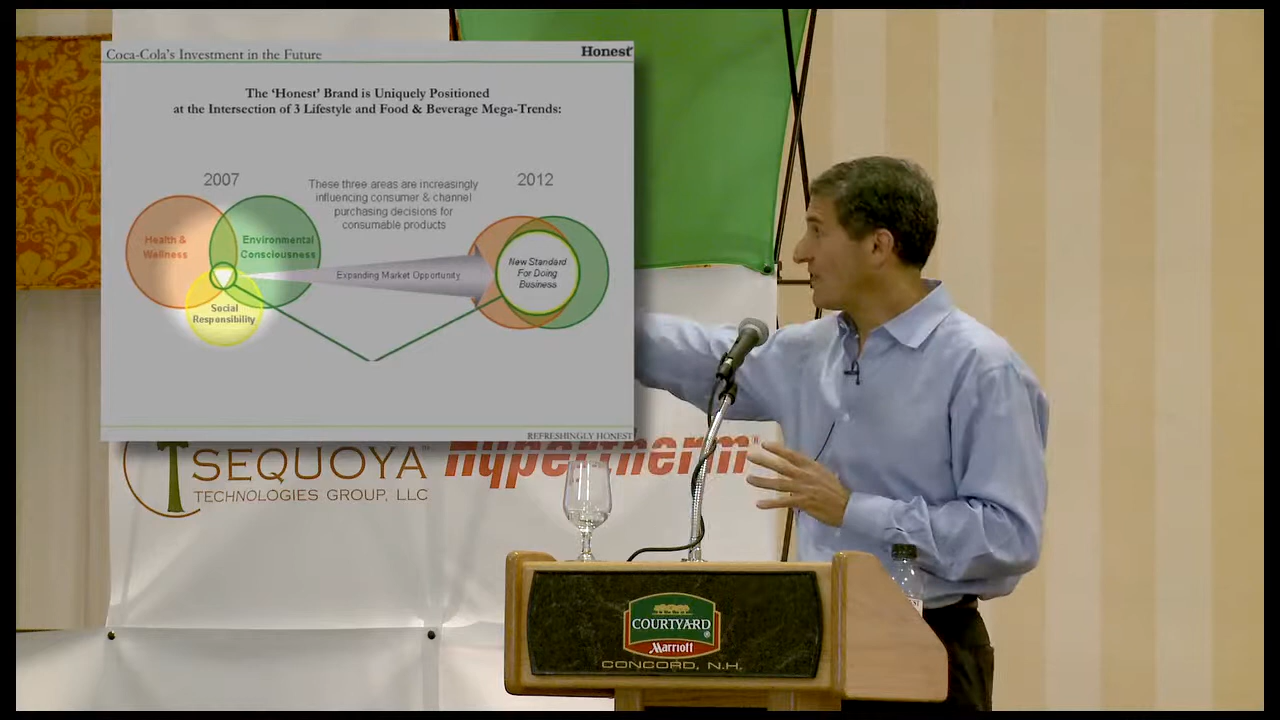 Coca-Cola's Investment in the Future
Honest
The 'Honest' Brand is Uniquely Positioned
at the Intersection of 3 Lifestyle and Food & Beverage Mega-Trends:
2007
These three areas are increasingly
influencing consumer & channel
purchasing decisions for
consumable products
2012
Health &
Wellness
Environmental
Consciousness
Social
Responsibility
Expanding Market Opportunity
New Standard
For Doing
Business
REFRESHINGLY HONEST
SEQUOYA
TECHNOLOGIES GROUP, LLC
hypertherm
COURTYARD
Marriott
CONCORD, N.H.